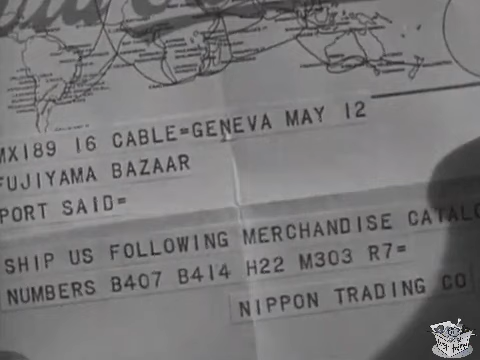 MX189 16 CABLE=GENEVA MAY 12
FUJIYAMA BAZAAR
PORT SAID=
SHIP US FOLLOWING MERCHANDISE CATALO
NUMBERS B407 B414 H22 M303 R7=
NIPPON TRADING CO